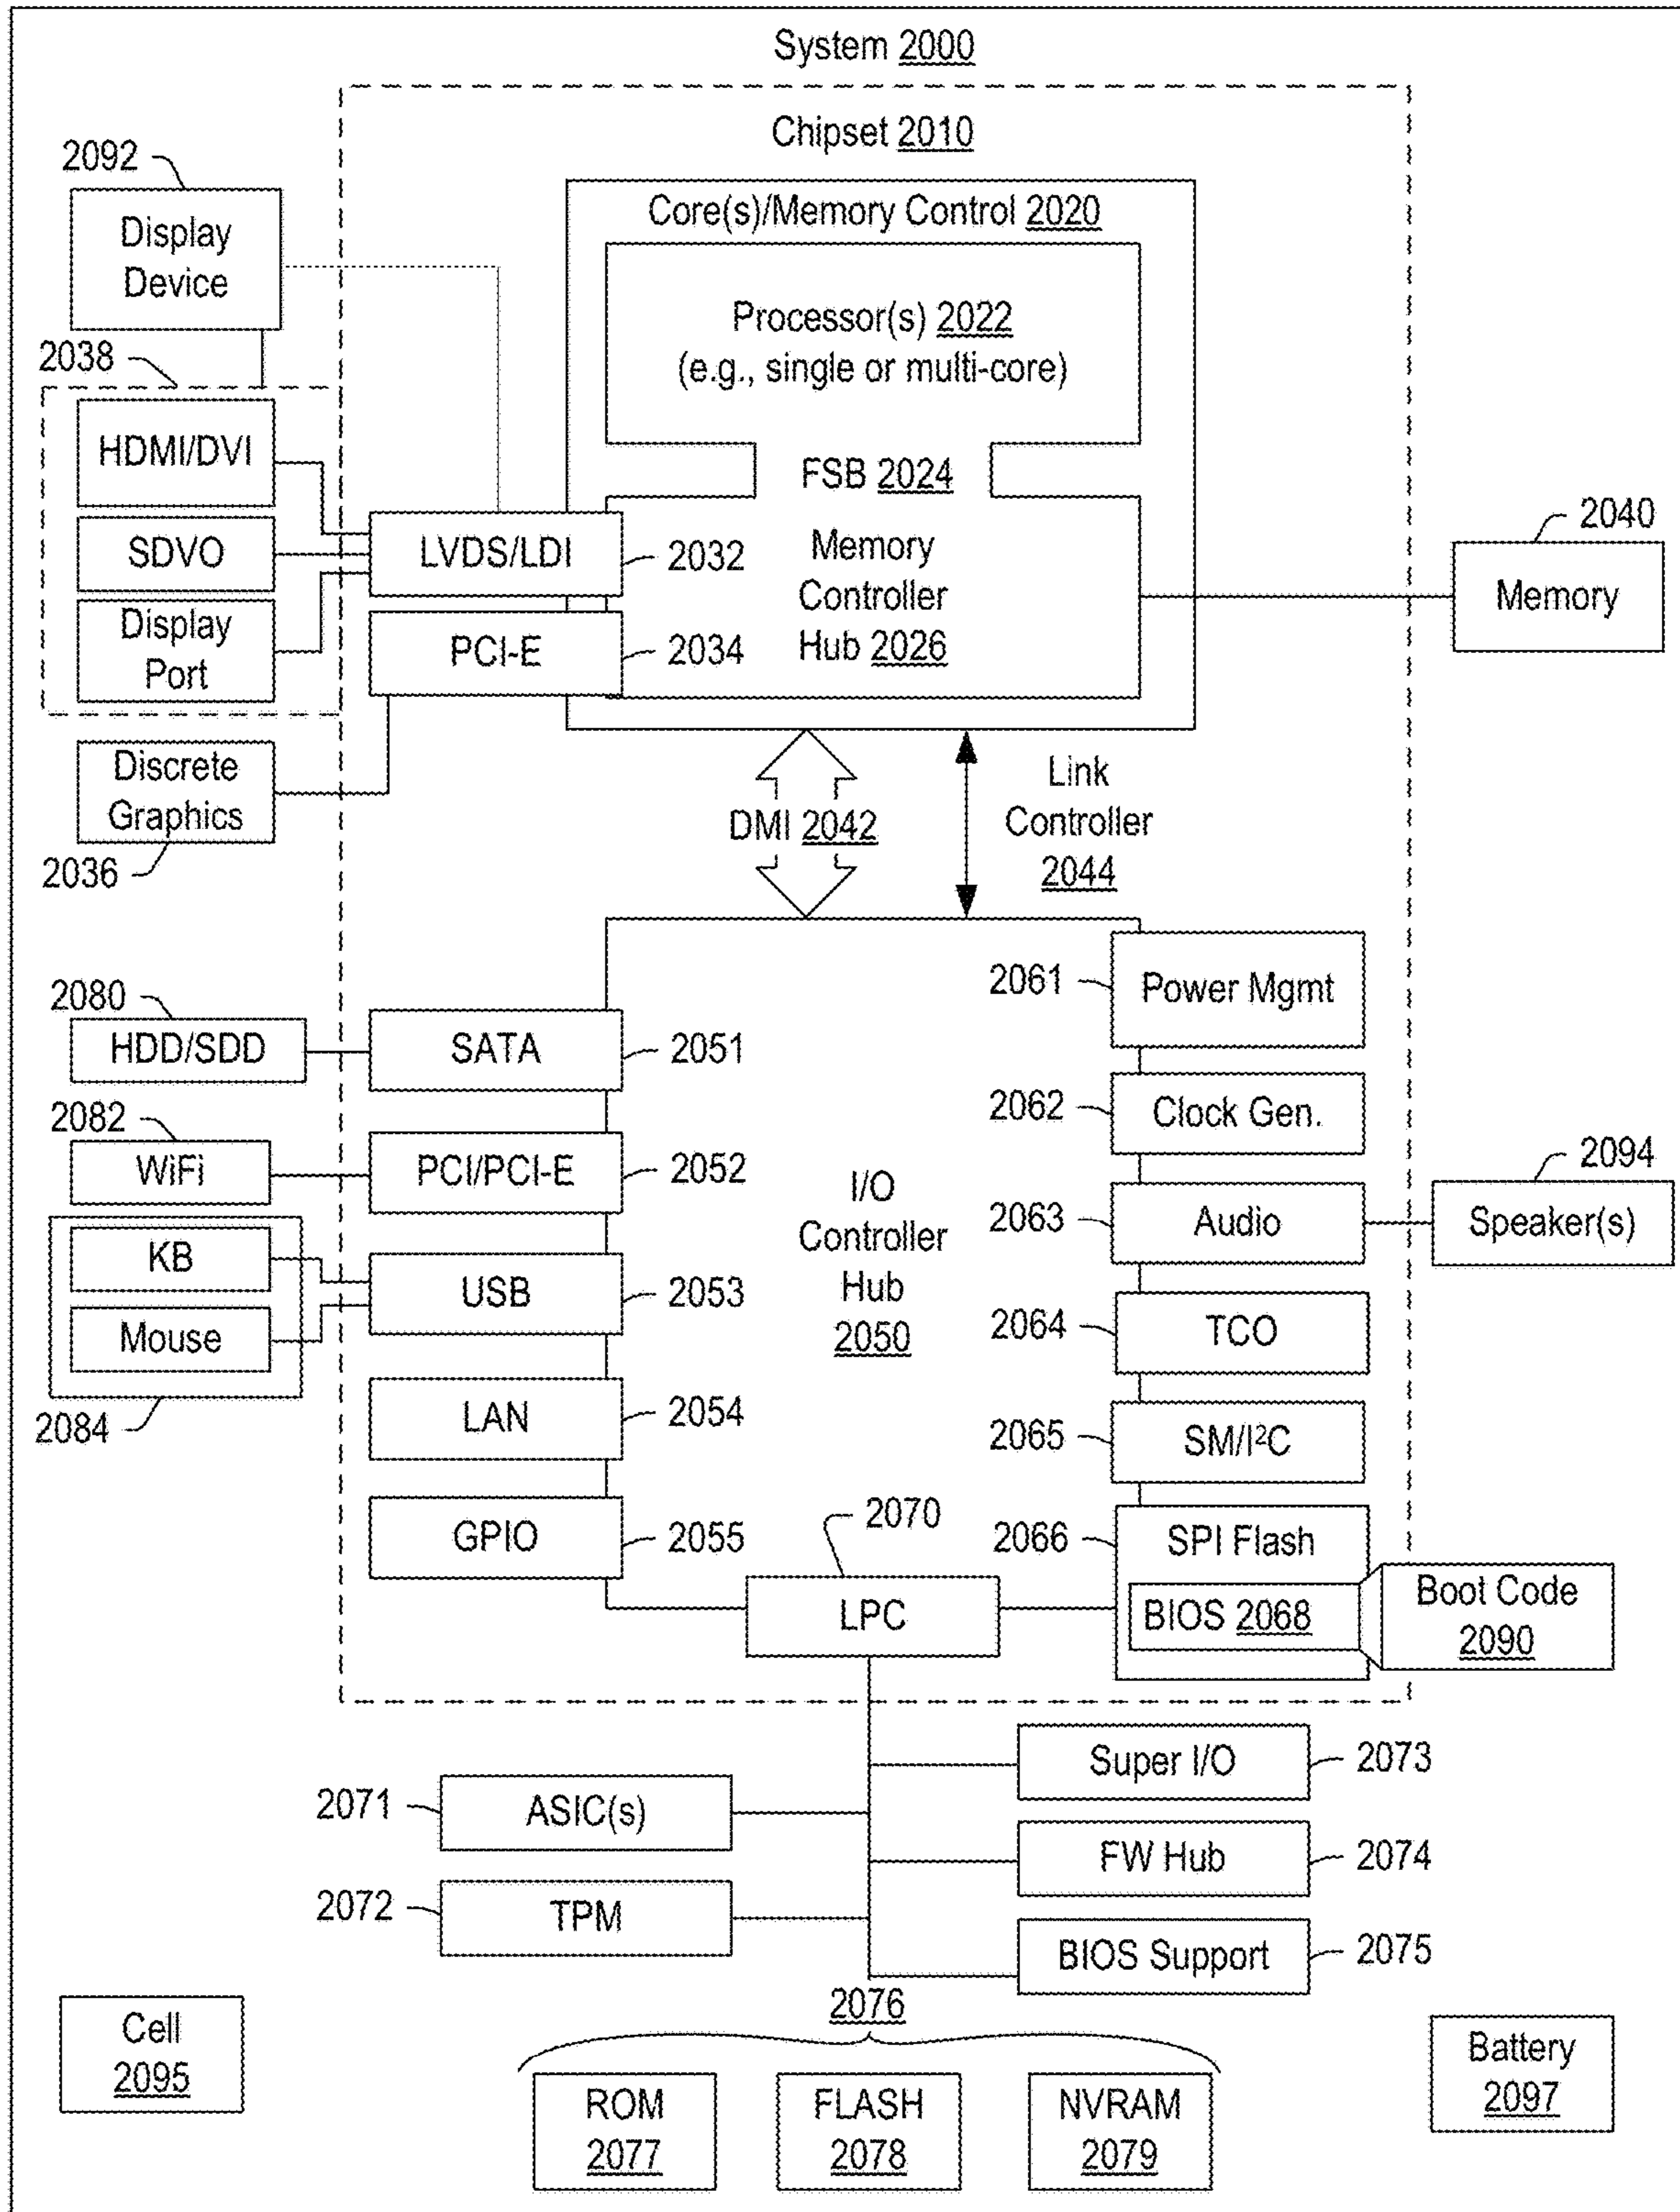 System 2000
Chipset 2010
2092
Display
Device
Core(s)/Memory Control 2020
Processor(s) 2022
(e.g., single or multi-core)
2038
HDMI/DVI
SDVO
Display
Port
FSB 2024
LVDS/LDI
2032
PCI-E
2034
Memory
Controller
Hub 2026
2040
Memory
Discrete
Graphics
2036
DMI 2042
Link
Controller
2044
2080
HDD/SDD
SATA
2051
2082
WiFi
PCI/PCI-E
2052
KB
Mouse
2084
USB
2053
LAN
2054
GPIO
2055
I/O
Controller
Hub
2050
2061
Power Mgmt
2062
Clock Gen.
2063
Audio
2094
Speaker(s)
2064
TCO
2065
SM/I²C
2066
SPI Flash
BIOS 2068
Boot Code
2090
2070
LPC
2071
ASIC(s)
2072
TPM
Super I/O
2073
FW Hub
2074
BIOS Support
2075
2076
Cell
2095
ROM
2077
FLASH
2078
NVRAM
2079
Battery
2097